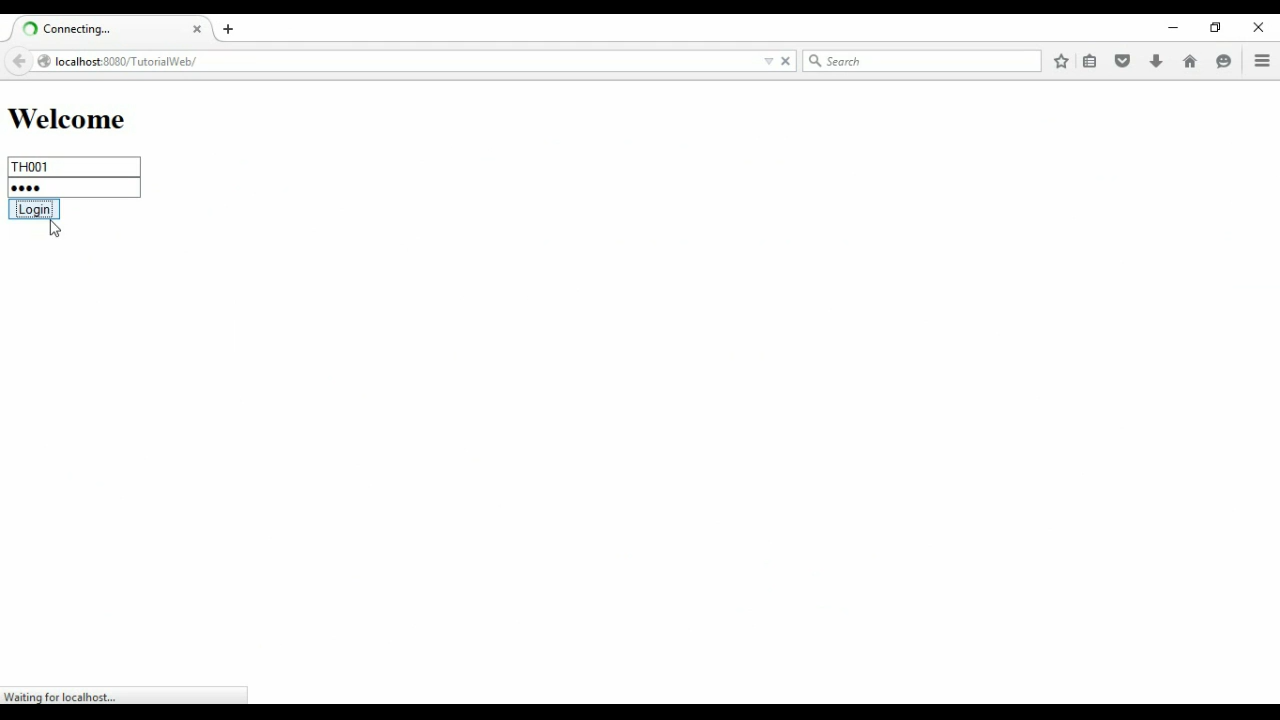 Connecting...
localhost:8080/TutorialWeb/
Search
Welcome
TH001
••••
Login
Waiting for localhost...